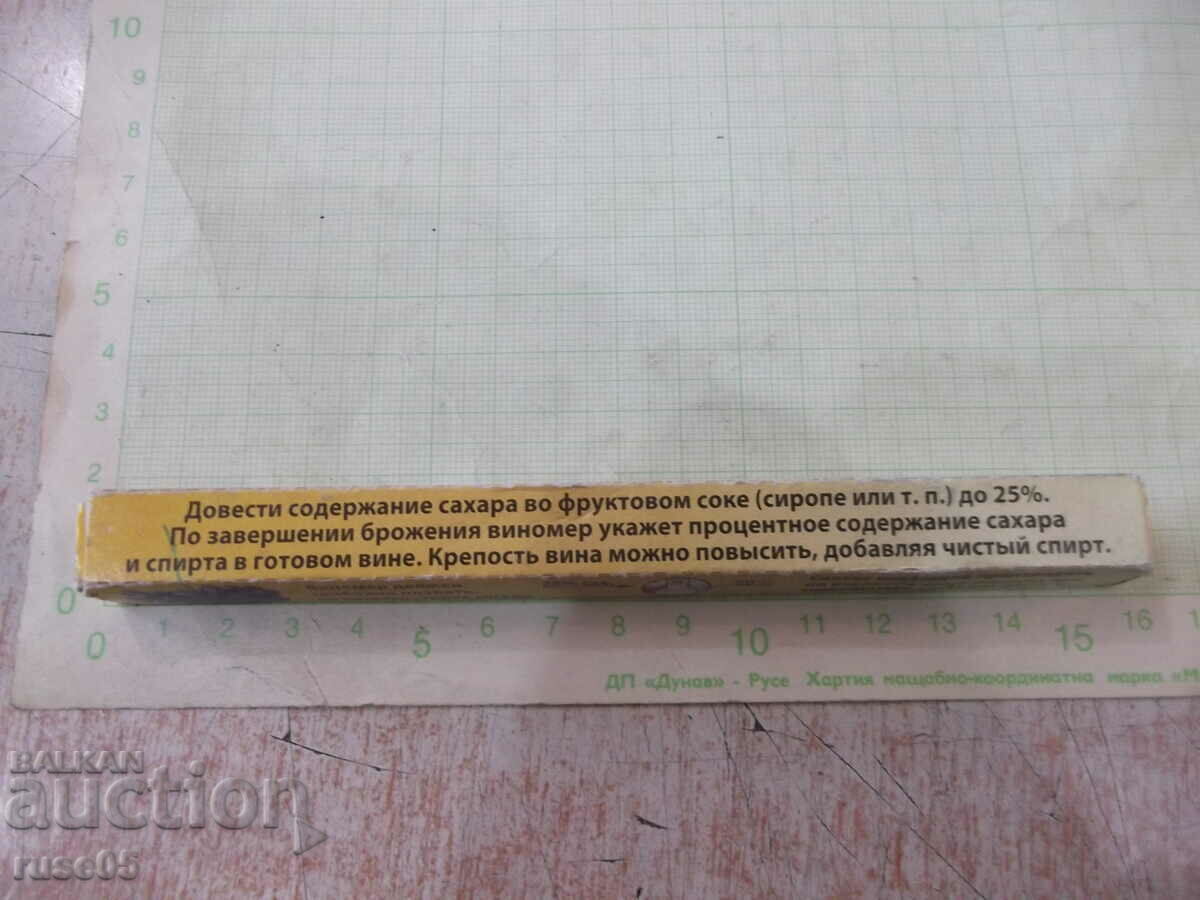 10
9
8
7
6
5
4
3
2
0
Довести содержание сахара во фруктовом соке (сиропе или т. п.) до 25%.
По завершении брожения виномер укажет процентное содержание сахара
и спирта в готовом вине. Крепость вина можно повысить, добавляя чистый спирт.
0 1 2 3 4 5 6 7 8 9 10 11 12 13 14 15 16
ДП «Дунав» - Русе Хартия мащабно-координатна марка
BALKAN
auction
ruse05